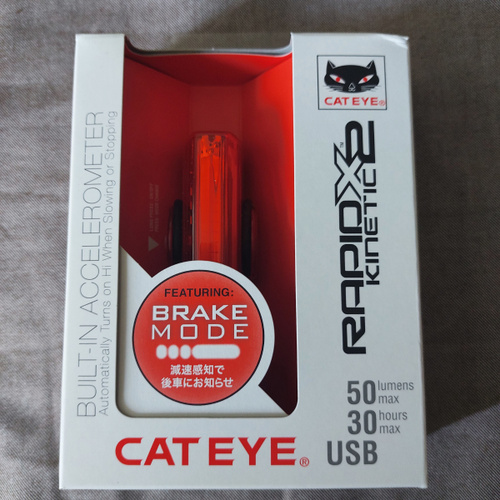 CAT EYE®
RAPID X2™
KINETIC
BUILT-IN ACCELEROMETER
Automatically Turns on Hi When Slowing or Stopping
FEATURING:
BRAKE
MODE
減速感知で
後車にお知らせ
50 lumens max
30 hours max
USB
CAT EYE®